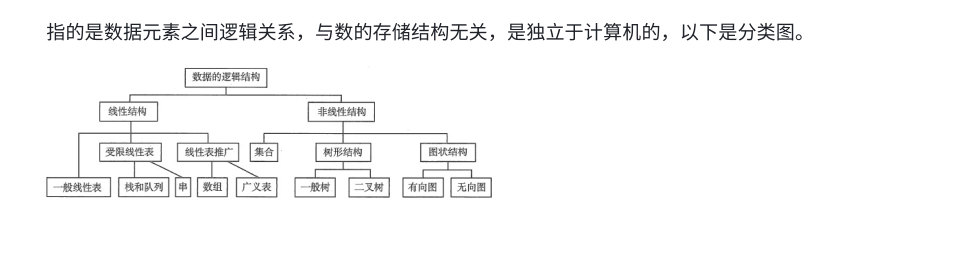 指的是数据元素之间逻辑关系，与数的存储结构无关，是独立于计算机的，以下是分类图。
数据的逻辑结构
线性结构
非线性结构
受限线性表
线性表推广
集合
树形结构
图状结构
一般线性表
栈和队列
串
数组
广义表
一般树
二叉树
有向图
无向图